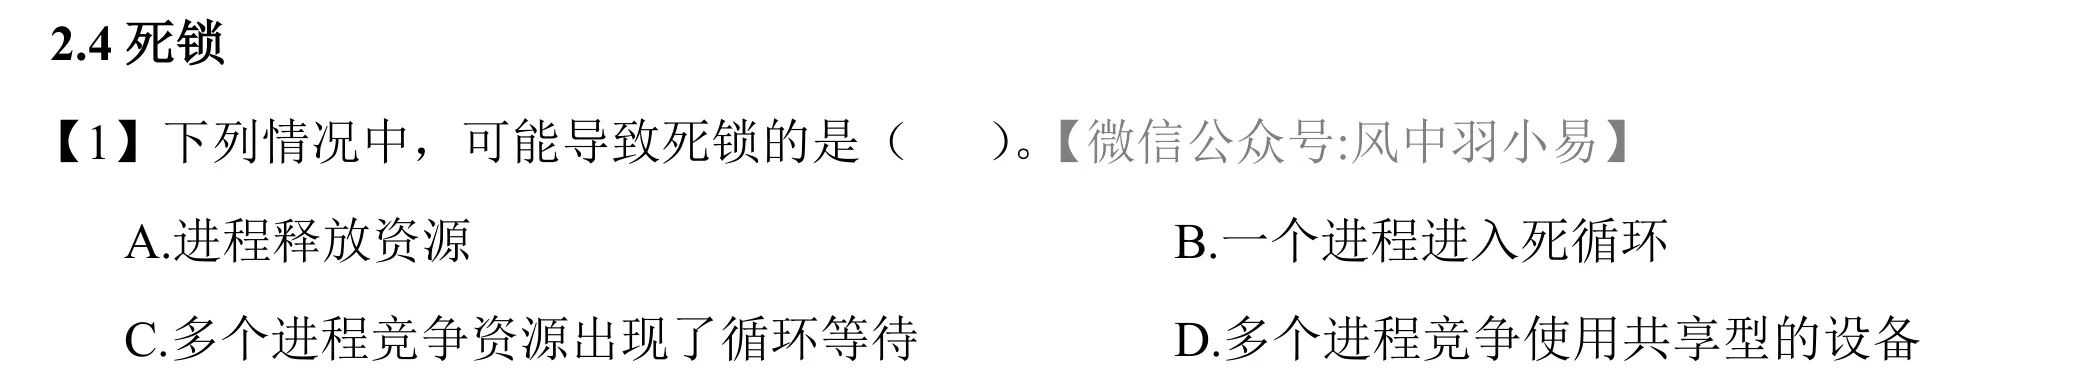 2.4 死锁
【1】下列情况中，可能导致死锁的是（　　）。【微信公众号:风中羽小易】
A.进程释放资源　　B.一个进程进入死循环
C.多个进程竞争资源出现了循环等待　　D.多个进程竞争使用共享型的设备